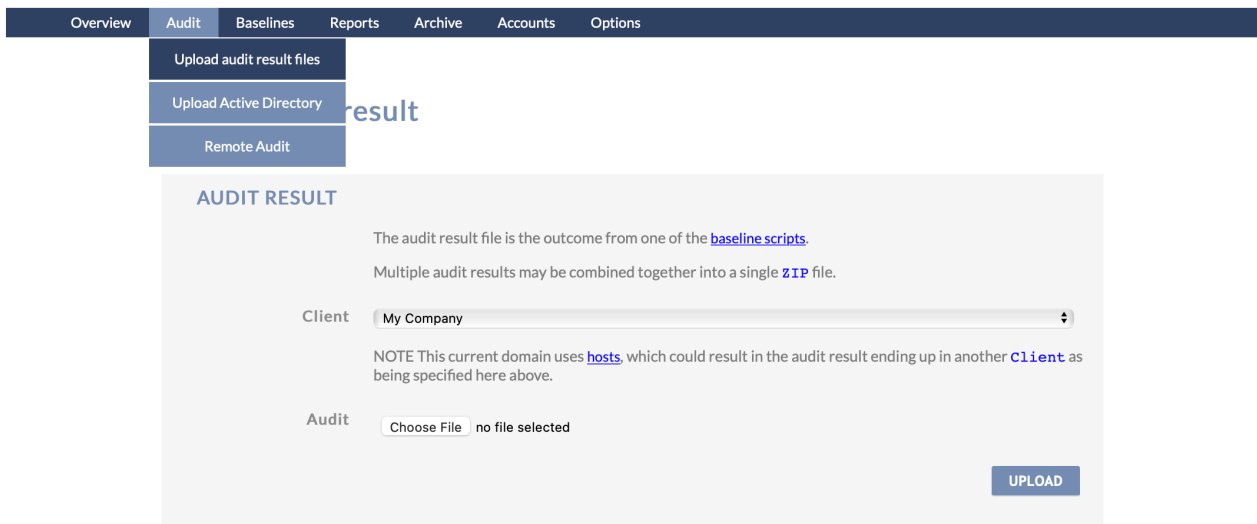 Overview Audit Baselines Reports Archive Accounts Options
Upload audit result files
Upload Active Directory
Remote Audit
result
AUDIT RESULT
The audit result file is the outcome from one of the baseline scripts.
Multiple audit results may be combined together into a single ZIP file.
Client My Company
NOTE This current domain uses hosts, which could result in the audit result ending up in another Client as
being specified here above.
Audit Choose File no file selected
UPLOAD